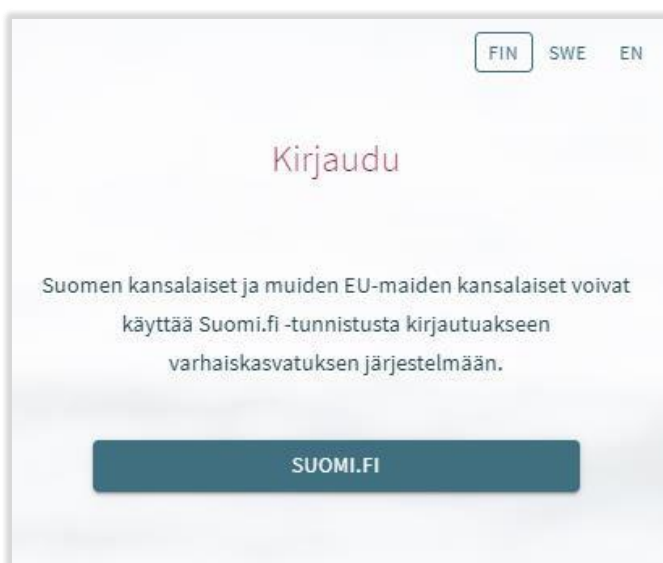 FIN SWE EN
Kirjaudu
Suomen kansalaiset ja muiden EU-maiden kansalaiset voivat
käyttää Suomi.fi -tunnistusta kirjautuakseen
varhaiskasvatuksen järjestelmään.
SUOMI.FI